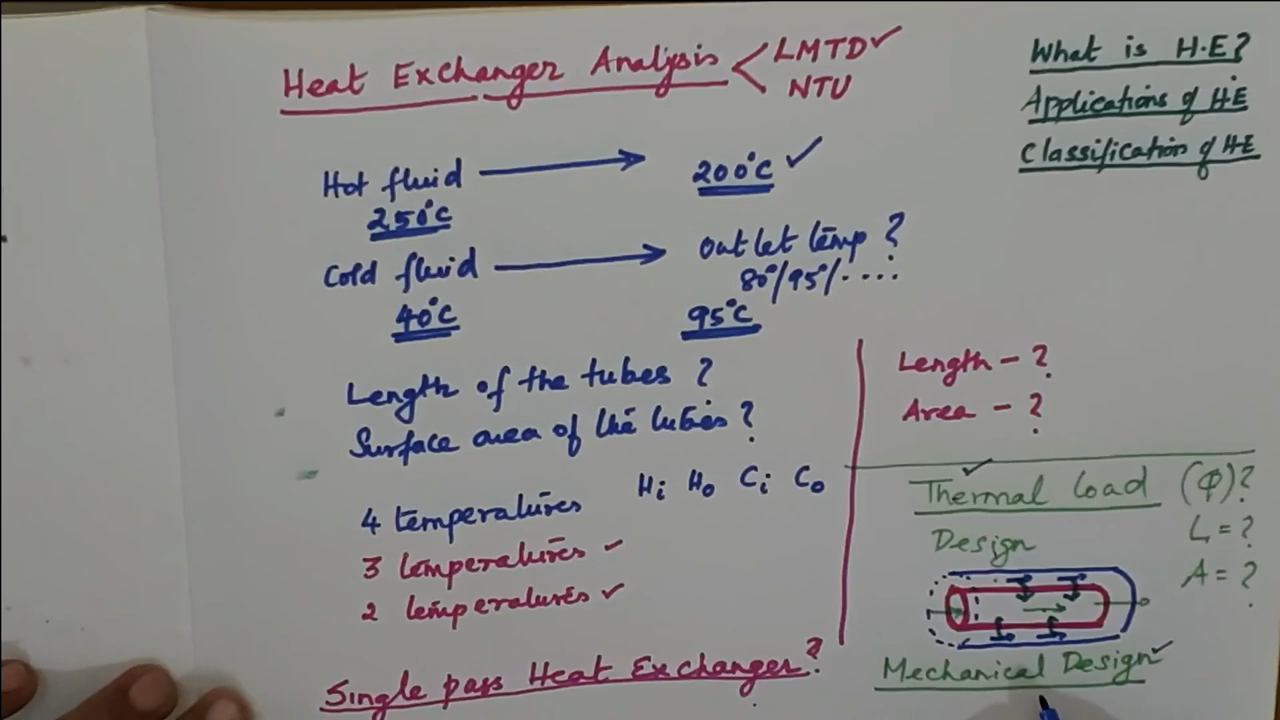 Heat Exchanger Analysis < LMTD ✓
NTU
What is H.E?
Applications of H.E
Classification of H.E
Hot fluid → 200°C ✓
250°C
Cold fluid → Outlet temp ?
80°/95°/....
40°C 95°C
Length of the tubes ?
Surface area of the tubes ?
4 temperatures Hi Ho Ci Co
3 temperatures ✓
2 temperatures ✓
Single pass Heat Exchanger ?
Length - ?
Area - ?
Thermal Load (φ)?
Design L = ?
A = ?
Mechanical Design ✓